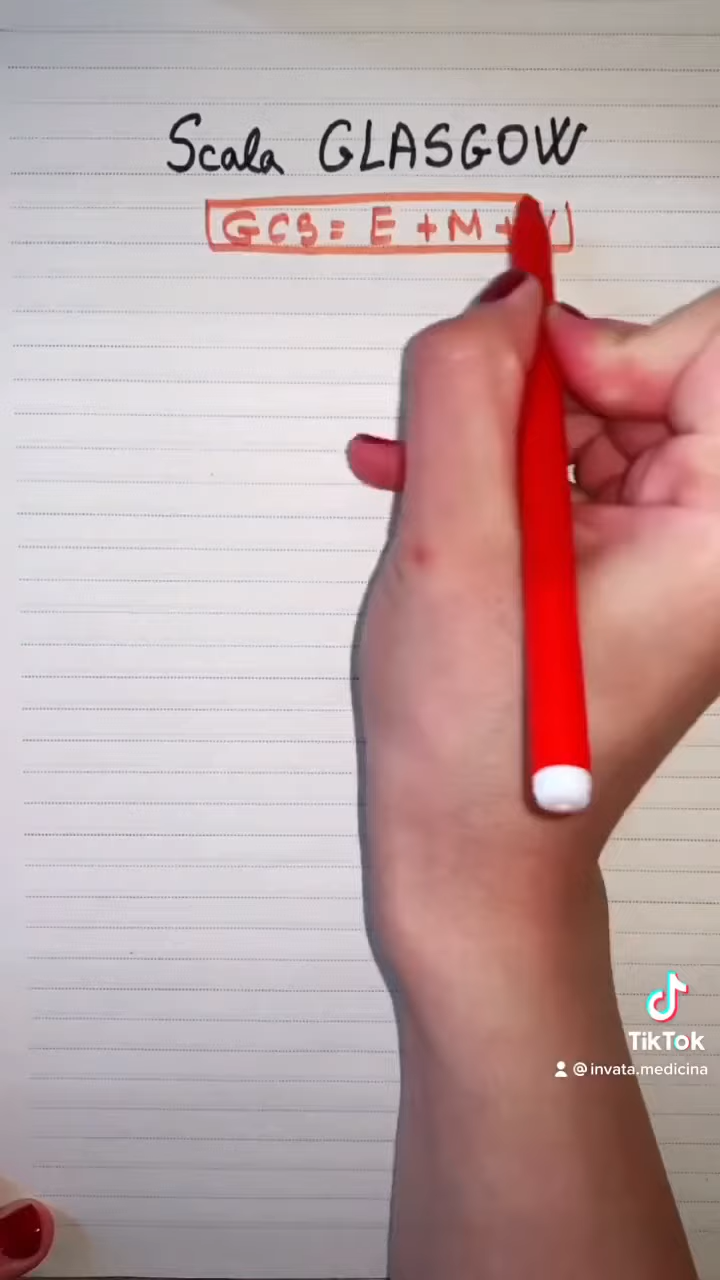 Scala GLASGOW
GCS = E + M +
TikTok
@invata.medicina